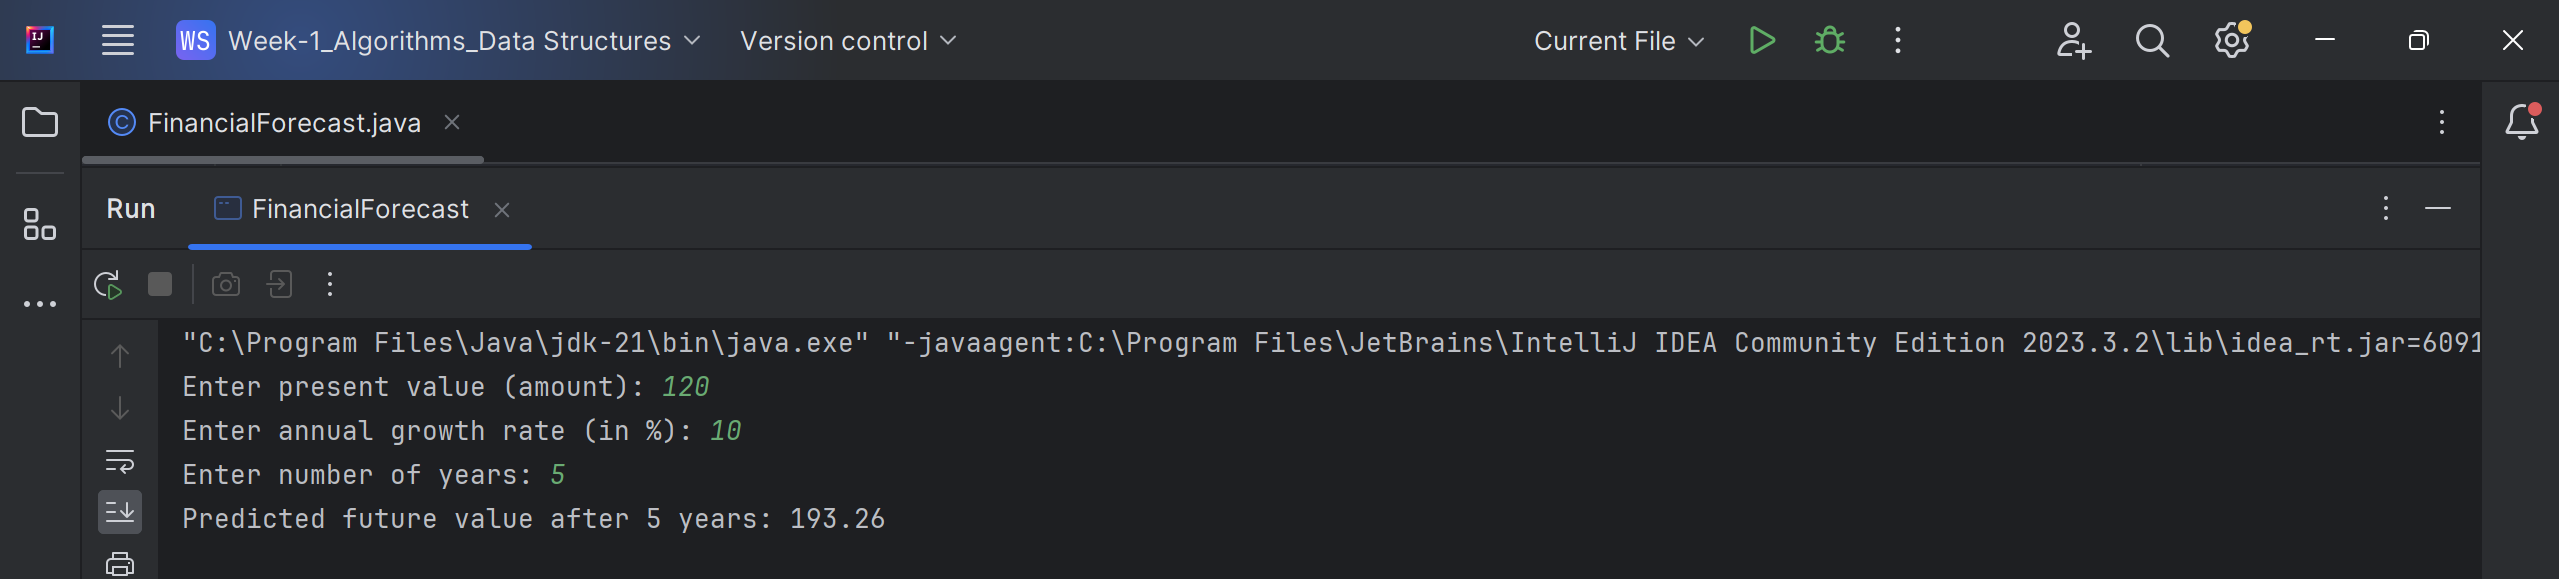 IJ
WS Week-1_Algorithms_Data Structures Version control Current File
FinancialForecast.java
Run FinancialForecast
"C:\Program Files\Java\jdk-21\bin\java.exe" "-javaagent:C:\Program Files\JetBrains\IntelliJ IDEA Community Edition 2023.3.2\lib\idea_rt.jar=6091
Enter present value (amount): 120
Enter annual growth rate (in %): 10
Enter number of years: 5
Predicted future value after 5 years: 193.26